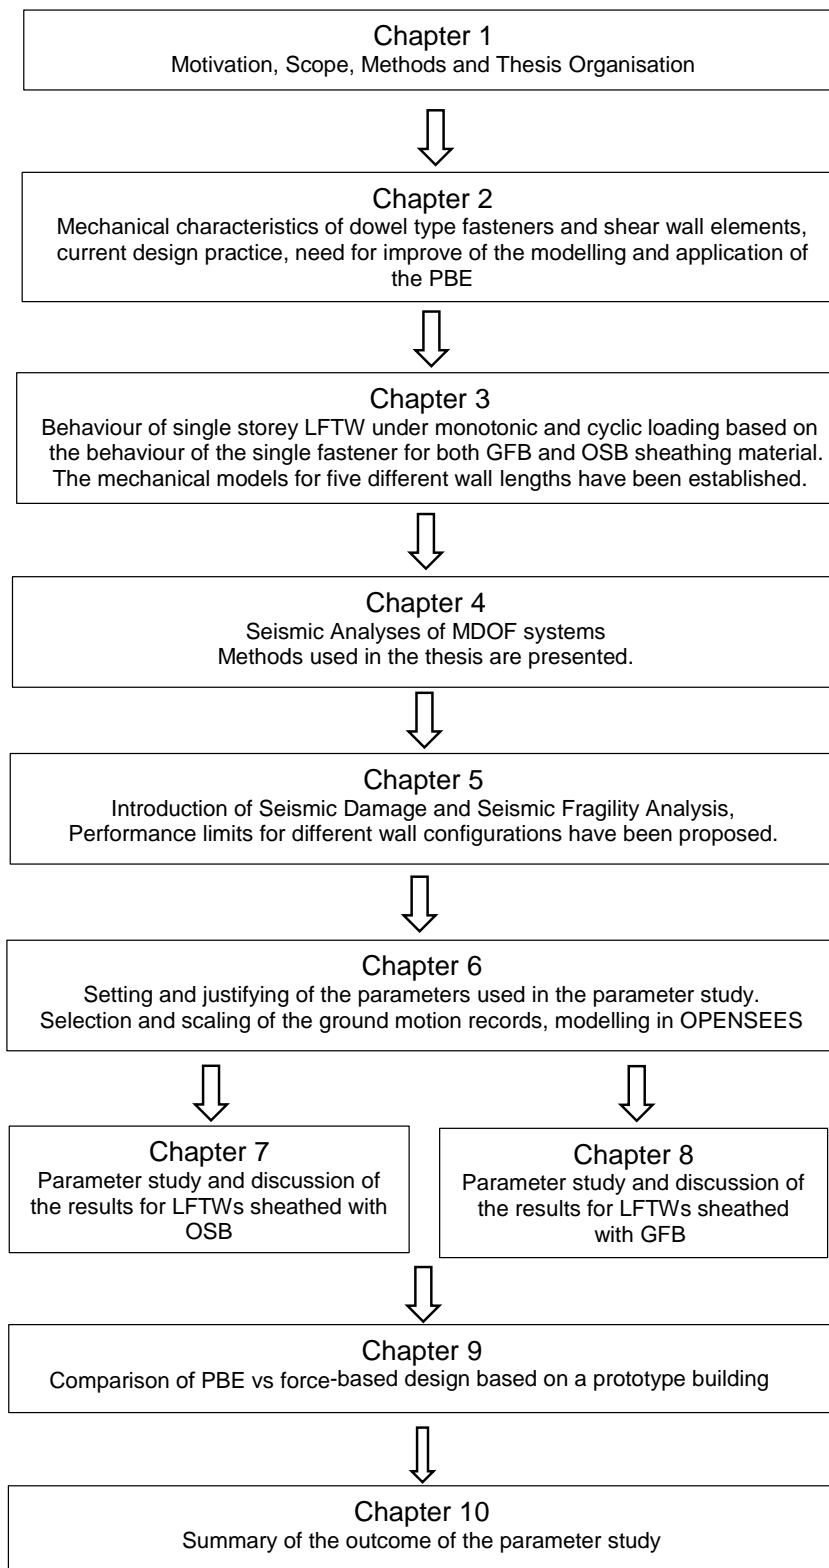 Chapter 1
Motivation, Scope, Methods and Thesis Organisation
Chapter 2
Mechanical characteristics of dowel type fasteners and shear wall elements,
current design practice, need for improve of the modelling and application of
the PBE
Chapter 3
Behaviour of single storey LFTW under monotonic and cyclic loading based on
the behaviour of the single fastener for both GFB and OSB sheathing material.
The mechanical models for five different wall lengths have been established.
Chapter 4
Seismic Analyses of MDOF systems
Methods used in the thesis are presented.
Chapter 5
Introduction of Seismic Damage and Seismic Fragility Analysis,
Performance limits for different wall configurations have been proposed.
Chapter 6
Setting and justifying of the parameters used in the parameter study.
Selection and scaling of the ground motion records, modelling in OPENSEES
Chapter 7
Parameter study and discussion of
the results for LFTWs sheathed with
OSB
Chapter 8
Parameter study and discussion of
the results for LFTWs sheathed
with GFB
Chapter 9
Comparison of PBE vs force-based design based on a prototype building
Chapter 10
Summary of the outcome of the parameter study